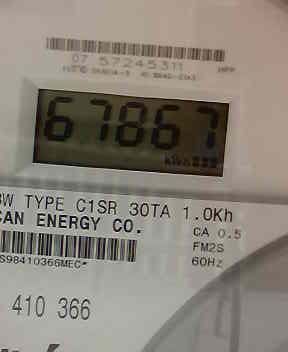 07 57245311
67867
kWh
3W TYPE C1SR 30TA 1.0Kh
CAN ENERGY CO.
CA 0.5
FM2S
S98410366MEC*
60Hz
410 366